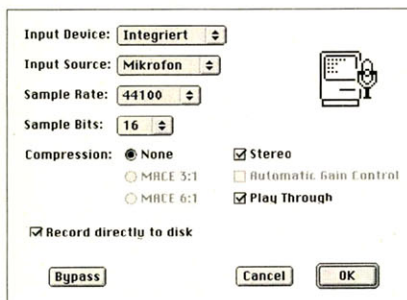 Input Device: Integriert
Input Source: Mikrofon
Sample Rate: 44100
Sample Bits: 16
Compression: None Stereo
MACE 3:1 Automatic Gain Control
MACE 6:1 Play Through
Record directly to disk
Bypass Cancel OK